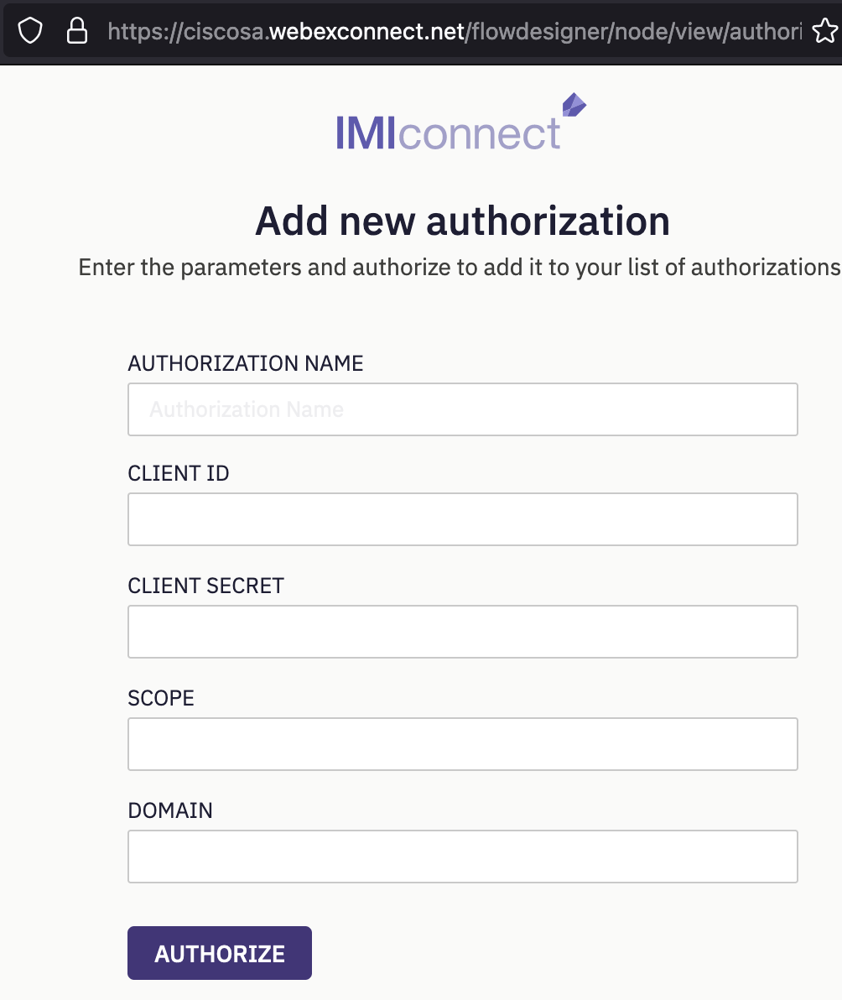 https://ciscosa.webexconnect.net/flowdesigner/node/view/authori
IMIconnect
Add new authorization
Enter the parameters and authorize to add it to your list of authorizations
AUTHORIZATION NAME
Authorization Name
CLIENT ID
CLIENT SECRET
SCOPE
DOMAIN
AUTHORIZE